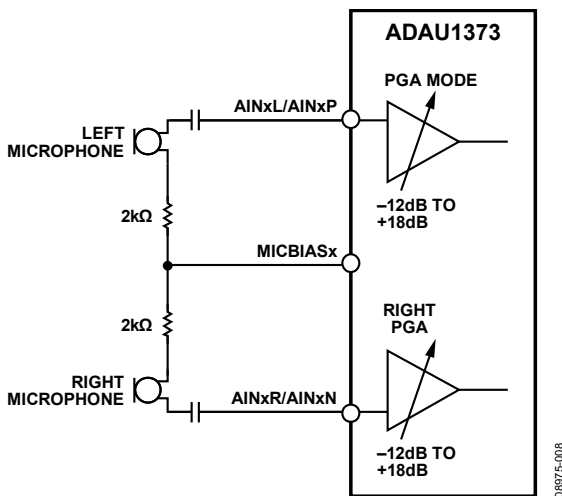 ADAU1373
PGA MODE
AINxL/AINxP
LEFT
MICROPHONE
–12dB TO
+18dB
2kΩ
MICBIASx
2kΩ
RIGHT
PGA
RIGHT
MICROPHONE
AINxR/AINxN
–12dB TO
+18dB
08975-008